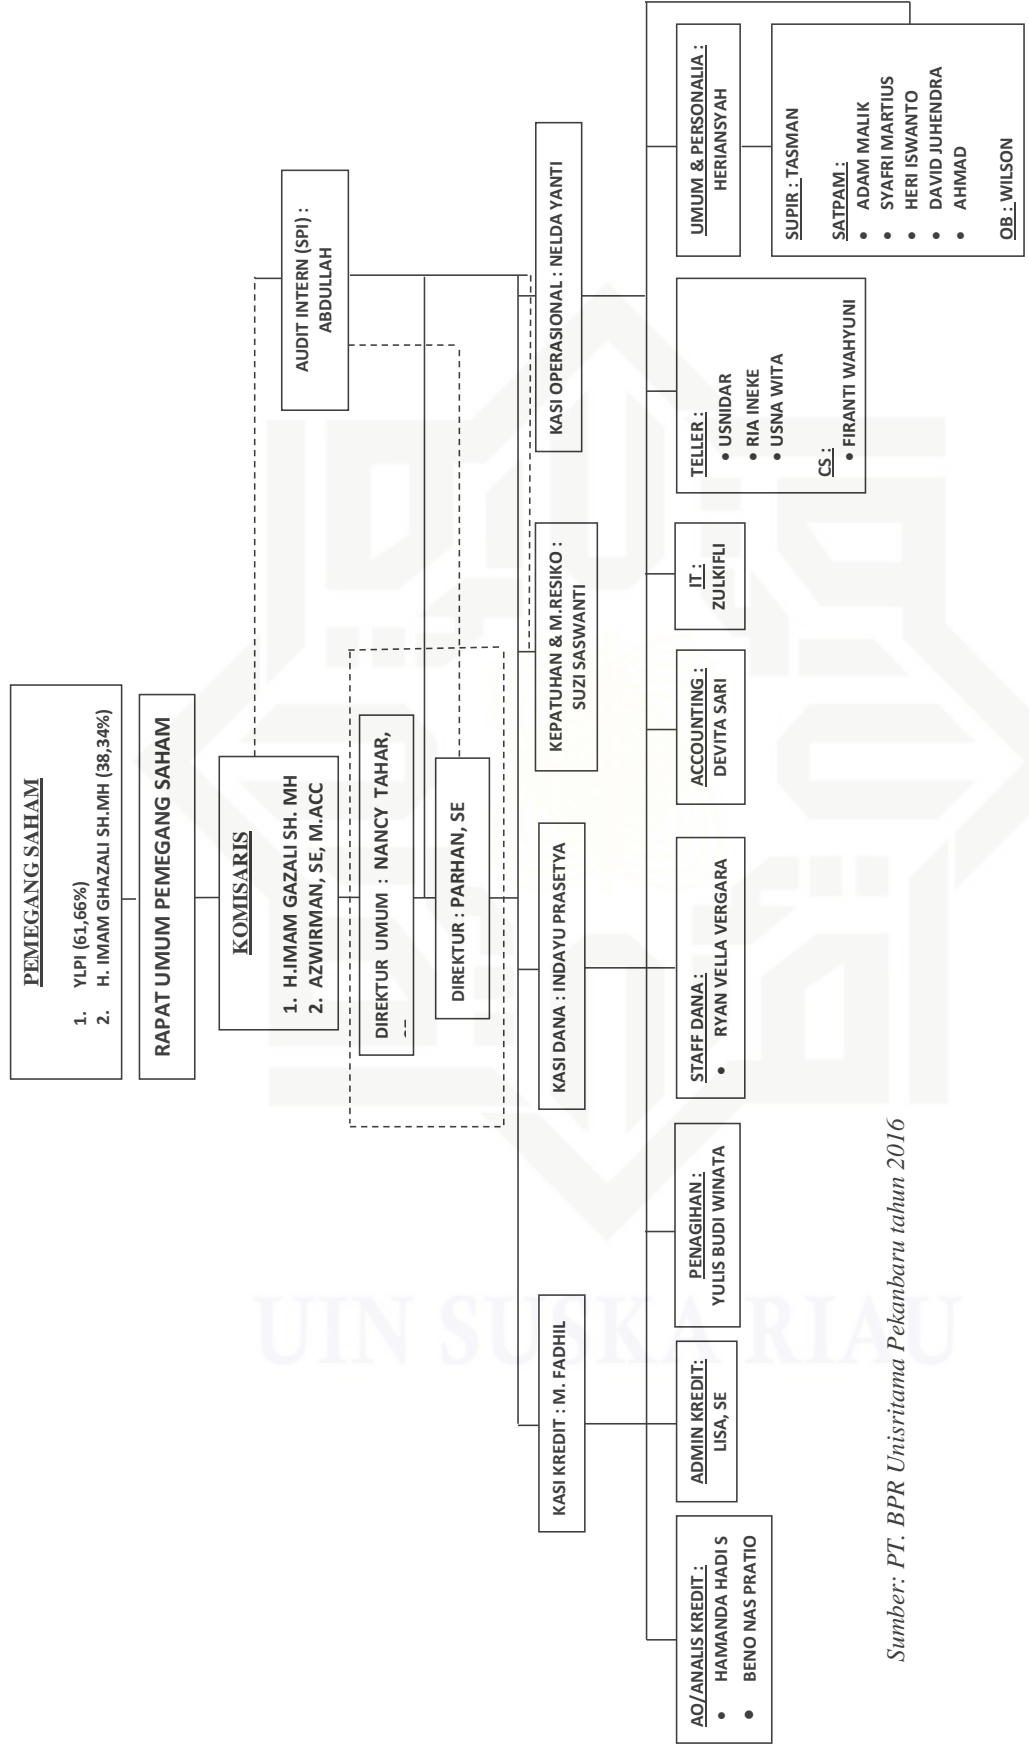 PEMEGANG SAHAM
1. YLPI (61,66%)
2. H. IMAM GHAZALI SH.MH (38,34%)
RAPAT UMUM PEMEGANG SAHAM
KOMISARIS
1. H.IMAM GAZALI SH. MH
2. AZWIRMAN, SE, M.ACC
AUDIT INTERN (SPI) :
ABDULLAH
DIREKTUR UMUM : NANCY TAHAR,
DIREKTUR : PARHAN, SE
KASI KREDIT : M. FADHIL
KASI DANA : INDAYU PRASETYA
KEPATUHAN & M.RESIKO :
SUZI SASWANTI
KASI OPERASIONAL : NELDA YANTI
AO/ANALIS KREDIT :
• HAMANDA HADI S
• BENO NAS PRATIO
ADMIN KREDIT:
LISA, SE
PENAGIHAN :
YULIS BUDI WINATA
STAFF DANA :
• RYAN VELLA VERGARA
ACCOUNTING :
DEVITA SARI
IT :
ZULKIFLI
TELLER :
• USNIDAR
• RIA INEKE
• USNA WITA
CS :
• FIRANTI WAHYUNI
UMUM & PERSONALIA :
HERIANSYAH
SUPIR : TASMAN
SATPAM :
• ADAM MALIK
• SYAFRI MARTIUS
• HERI ISWANTO
• DAVID JUHENDRA
• AHMAD
OB : WILSON
Sumber: PT. BPR Unisritama Pekanbaru tahun 2016
UIN SUSKA RIAU